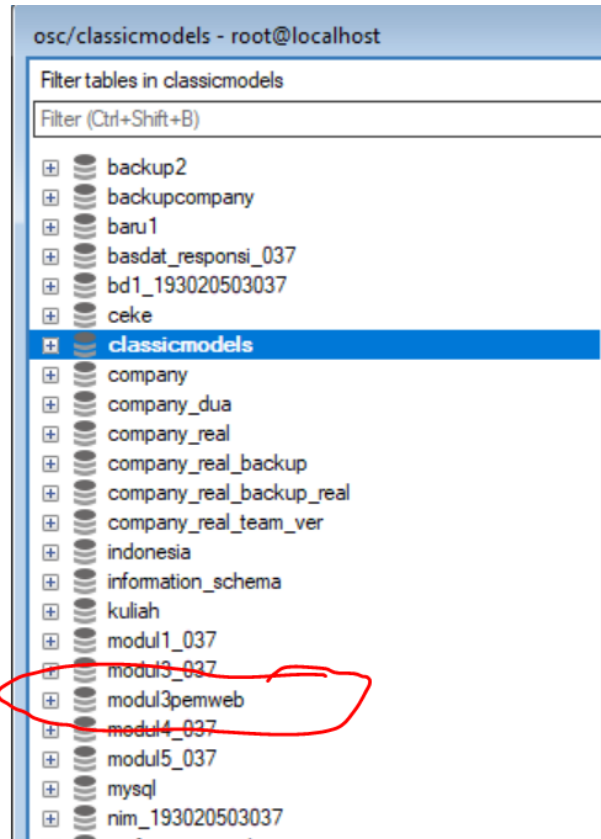 osc/classicmodels - root@localhost
Filter tables in classicmodels
Filter (Ctrl+Shift+B)
backup2
backupcompany
baru1
basdat_responsi_037
bd1_193020503037
ceke
classicmodels
company
company_dua
company_real
company_real_backup
company_real_backup_real
company_real_team_ver
indonesia
information_schema
kuliah
modul1_037
modul3_037
modul3pemweb
modul4_037
modul5_037
mysql
nim_193020503037